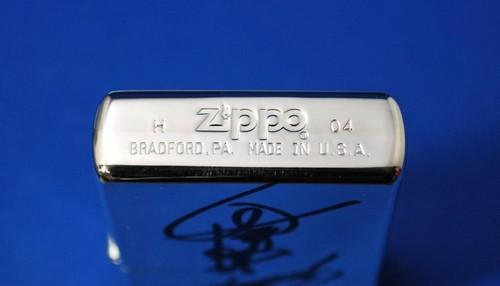 H Zippo 04
BRADFORD, PA. MADE IN U.S.A.